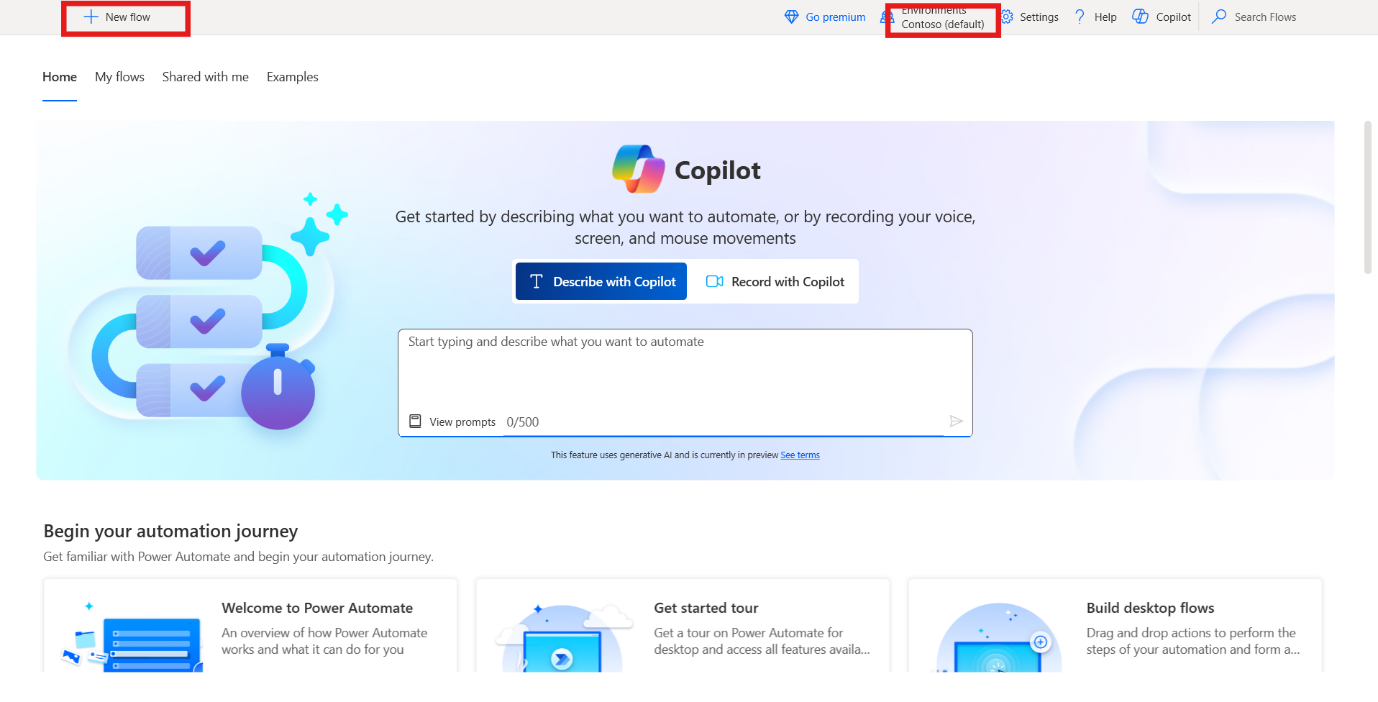 New flow
Go premium
Environments
Contoso (default)
Settings
Help
Copilot
Search Flows
Home
My flows
Shared with me
Examples
Copilot
Get started by describing what you want to automate, or by recording your voice,
screen, and mouse movements
Describe with Copilot
Record with Copilot
Start typing and describe what you want to automate
View prompts
0/500
This feature uses generative AI and is currently in preview See terms
Begin your automation journey
Get familiar with Power Automate and begin your automation journey.
Welcome to Power Automate
An overview of how Power Automate
works and what it can do for you
Get started tour
Get a tour on Power Automate for
desktop and access all features availa...
Build desktop flows
Drag and drop actions to perform the
steps of your automation and form a...